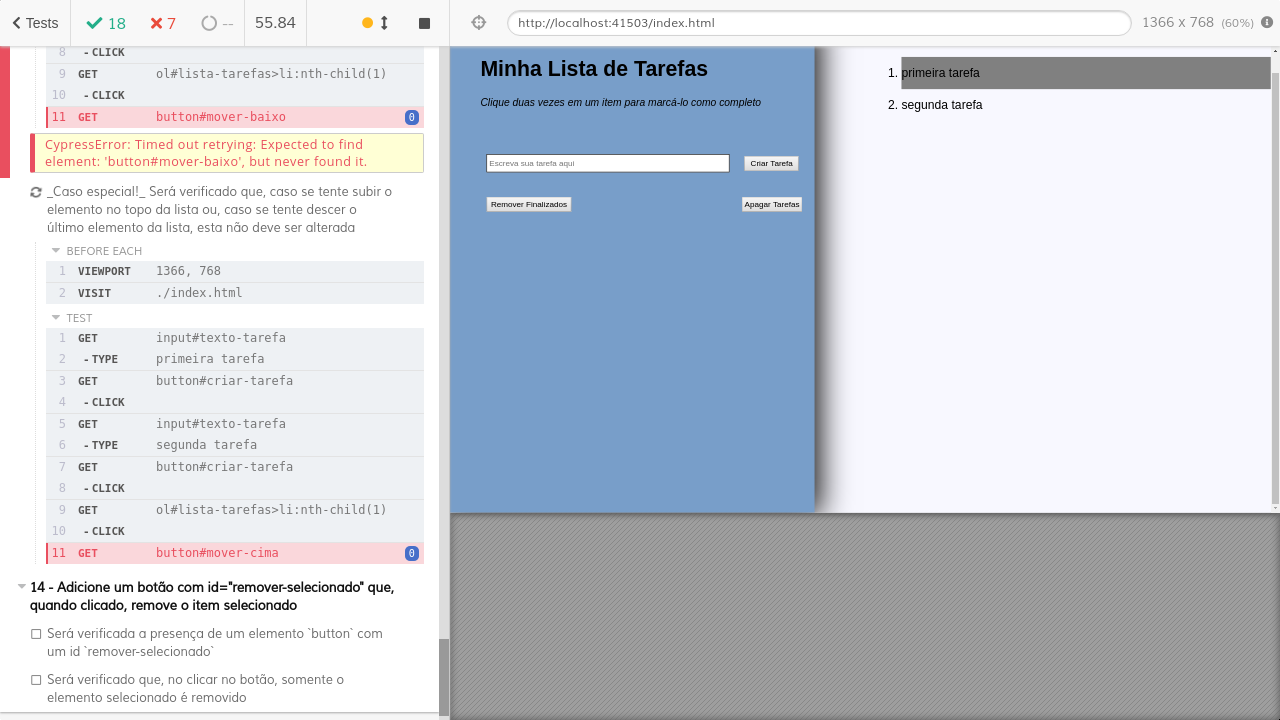 Tests
18
7
--
55.84
8 - CLICK
9 GET ol#lista-tarefas>li:nth-child(1)
10 - CLICK
11 GET button#mover-baixo 0
CypressError: Timed out retrying: Expected to find
element: 'button#mover-baixo', but never found it.
_Caso especial!_ Será verificado que, caso se tente subir o
elemento no topo da lista ou, caso se tente descer o
último elemento da lista, esta não deve ser alterada
BEFORE EACH
1 VIEWPORT 1366, 768
2 VISIT ./index.html
TEST
1 GET input#texto-tarefa
2 - TYPE primeira tarefa
3 GET button#criar-tarefa
4 - CLICK
5 GET input#texto-tarefa
6 - TYPE segunda tarefa
7 GET button#criar-tarefa
8 - CLICK
9 GET ol#lista-tarefas>li:nth-child(1)
10 - CLICK
11 GET button#mover-cima 0
14 - Adicione um botão com id="remover-selecionado" que,
quando clicado, remove o item selecionado
Será verificada a presença de um elemento `button` com
um id `remover-selecionado`
Será verificado que, no clicar no botão, somente o
elemento selecionado é removido
http://localhost:41503/index.html
1366 x 768 (60%)
Minha Lista de Tarefas
Clique duas vezes em um item para marcá-lo como completo
Escreva sua tarefa aqui
Criar Tarefa
Remover Finalizados
Apagar Tarefas
1. primeira tarefa
2. segunda tarefa